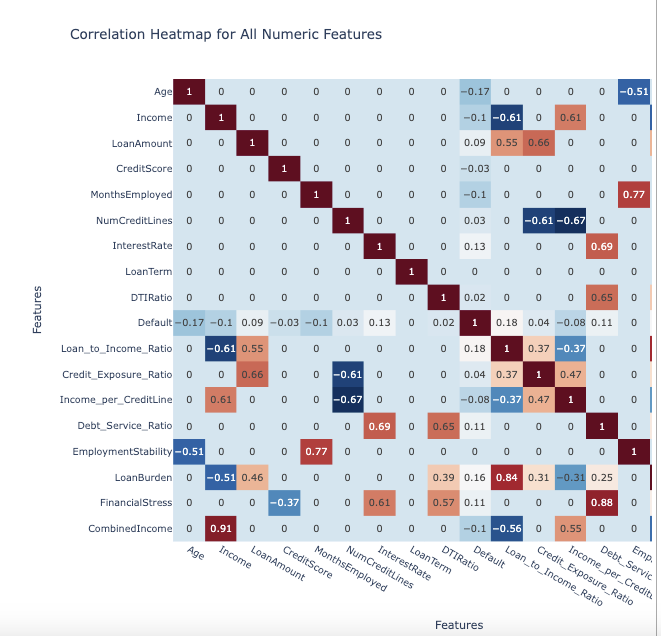 Correlation Heatmap for All Numeric Features
Age 1 0 0 0 0 0 0 0 0 −0.17 0 0 0 0 −0.51
Income 0 1 0 0 0 0 0 0 0 −0.1 −0.61 0 0.61 0 0
LoanAmount 0 0 1 0 0 0 0 0 0 0.09 0.55 0.66 0 0 0
CreditScore 0 0 0 1 0 0 0 0 0 −0.03 0 0 0 0 0
MonthsEmployed 0 0 0 0 1 0 0 0 0 −0.1 0 0 0 0 0.77
NumCreditLines 0 0 0 0 0 1 0 0 0 0.03 0 −0.61 −0.67 0 0
InterestRate 0 0 0 0 0 0 1 0 0 0.13 0 0 0 0.69 0
LoanTerm 0 0 0 0 0 0 0 1 0 0 0 0 0 0 0
DTIRatio 0 0 0 0 0 0 0 0 1 0.02 0 0 0 0.65 0
Default −0.17 −0.1 0.09 −0.03 −0.1 0.03 0.13 0 0.02 1 0.18 0.04 −0.08 0.11 0
Loan_to_Income_Ratio 0 −0.61 0.55 0 0 0 0 0 0 0.18 1 0.37 −0.37 0 0
Credit_Exposure_Ratio 0 0 0.66 0 0 −0.61 0 0 0 0.04 0.37 1 0.47 0 0
Income_per_CreditLine 0 0.61 0 0 0 −0.67 0 0 0 −0.08 −0.37 0.47 1 0 0
Debt_Service_Ratio 0 0 0 0 0 0 0.69 0 0.65 0.11 0 0 0 1 0
EmploymentStability −0.51 0 0 0 0.77 0 0 0 0 0 0 0 0 0 1
LoanBurden 0 −0.51 0.46 0 0 0 0 0 0.39 0.16 0.84 0.31 −0.31 0.25 0
FinancialStress 0 0 0 −0.37 0 0 0.61 0 0.57 0.11 0 0 0 0.88 0
CombinedIncome 0 0.91 0 0 0 0 0 0 0 −0.1 −0.56 0 0.55 0 0
Age
Income
LoanAmount
CreditScore
MonthsEmployed
NumCreditLines
InterestRate
LoanTerm
DTIRatio
Default
Loan_to_Income_Ratio
Credit_Exposure_Ratio
Income_per_Credit
Debt_Servic
Emp
Features
Features